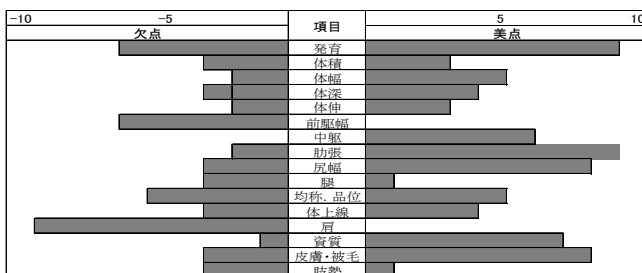 -10 -5 項目 5 10
欠点 美点
発育
体積
体幅
体深
体伸
前躯幅
中躯
肋張
尻幅
腿
均称．品位
体上線
肩
資質
皮膚・被毛
肢勢